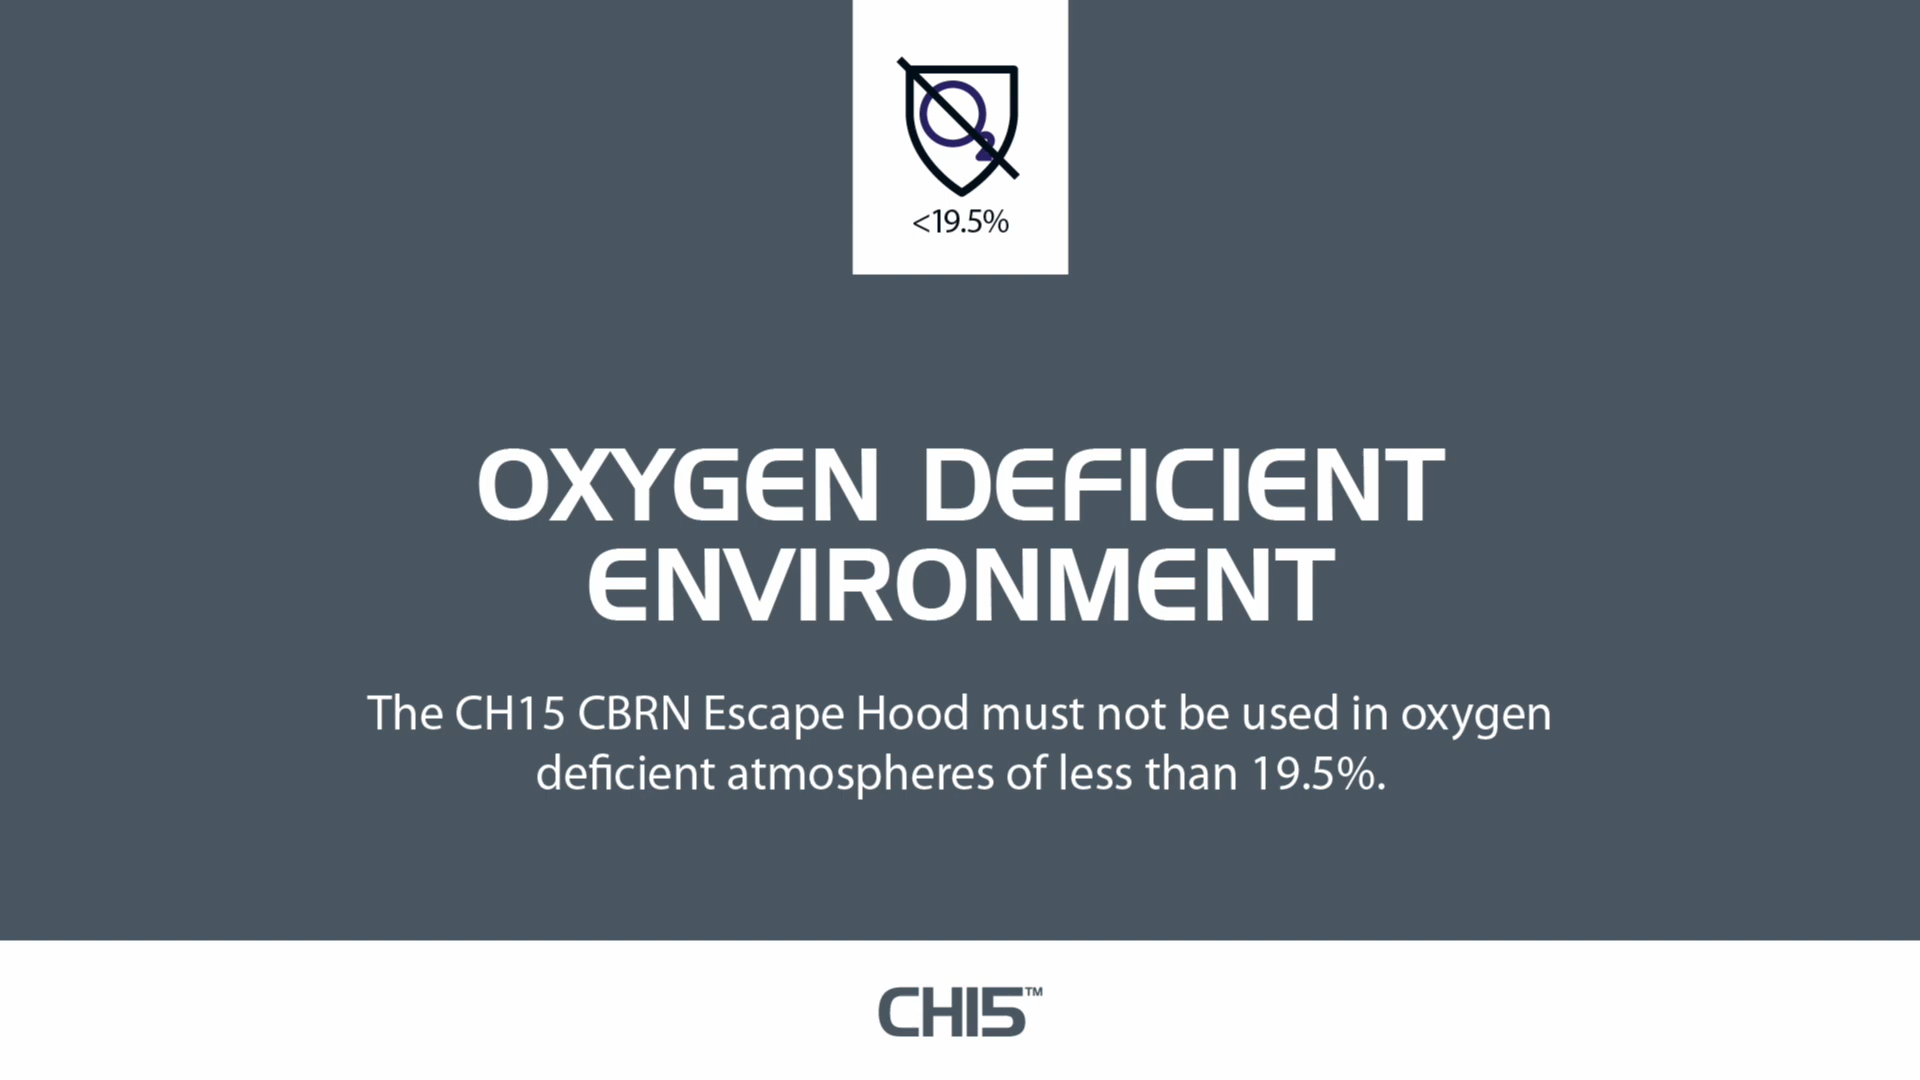 O2
<19.5%
OXYGEN DEFICIENT
ENVIRONMENT
The CH15 CBRN Escape Hood must not be used in oxygen
deficient atmospheres of less than 19.5%.
CH15™